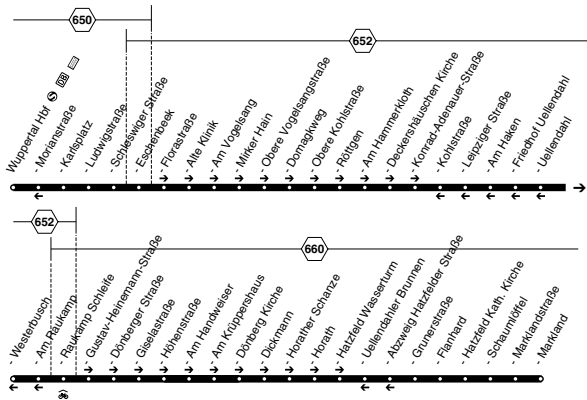 650
652
Wuppertal Hbf S DB
- Morianstraße
- Karlsplatz
- Ludwigstraße
- Schleswiger Straße
- Eschenbeek
- Florastraße
- Alte Klinik
- Am Vogelsang
- Mirker Hain
- Obere Vogelsangstraße
- Dornagkweg
- Obere Kohlstraße
- Röttgen
- Am Hammerkloth
- Deckershäuschen Kirche
- Konrad-Adenauer-Straße
- Kohlstraße
- Leipziger Straße
- Am Haken
- Friedhof Uellendahl
- Uellendahl
652
660
- Westerbusch
- Am Raukamp
- Raukamp Schleife
- Gustav-Heinemann-Straße
- Dönberger Straße
- Giselastraße
- Höhenstraße
- Am Handweiser
- Am Krüppershaus
- Dönberg Kirche
- Dickmann
- Horather Schanze
- Horath
- Hatzfeld Wasserturm
- Uellendahler Brunnen
- Abzweig Hatzfelder Straße
- Grunerstraße
- Flanhard
- Hatzfeld Kath. Kirche
- Schaumlöffel
- Marklandstraße
- Markland